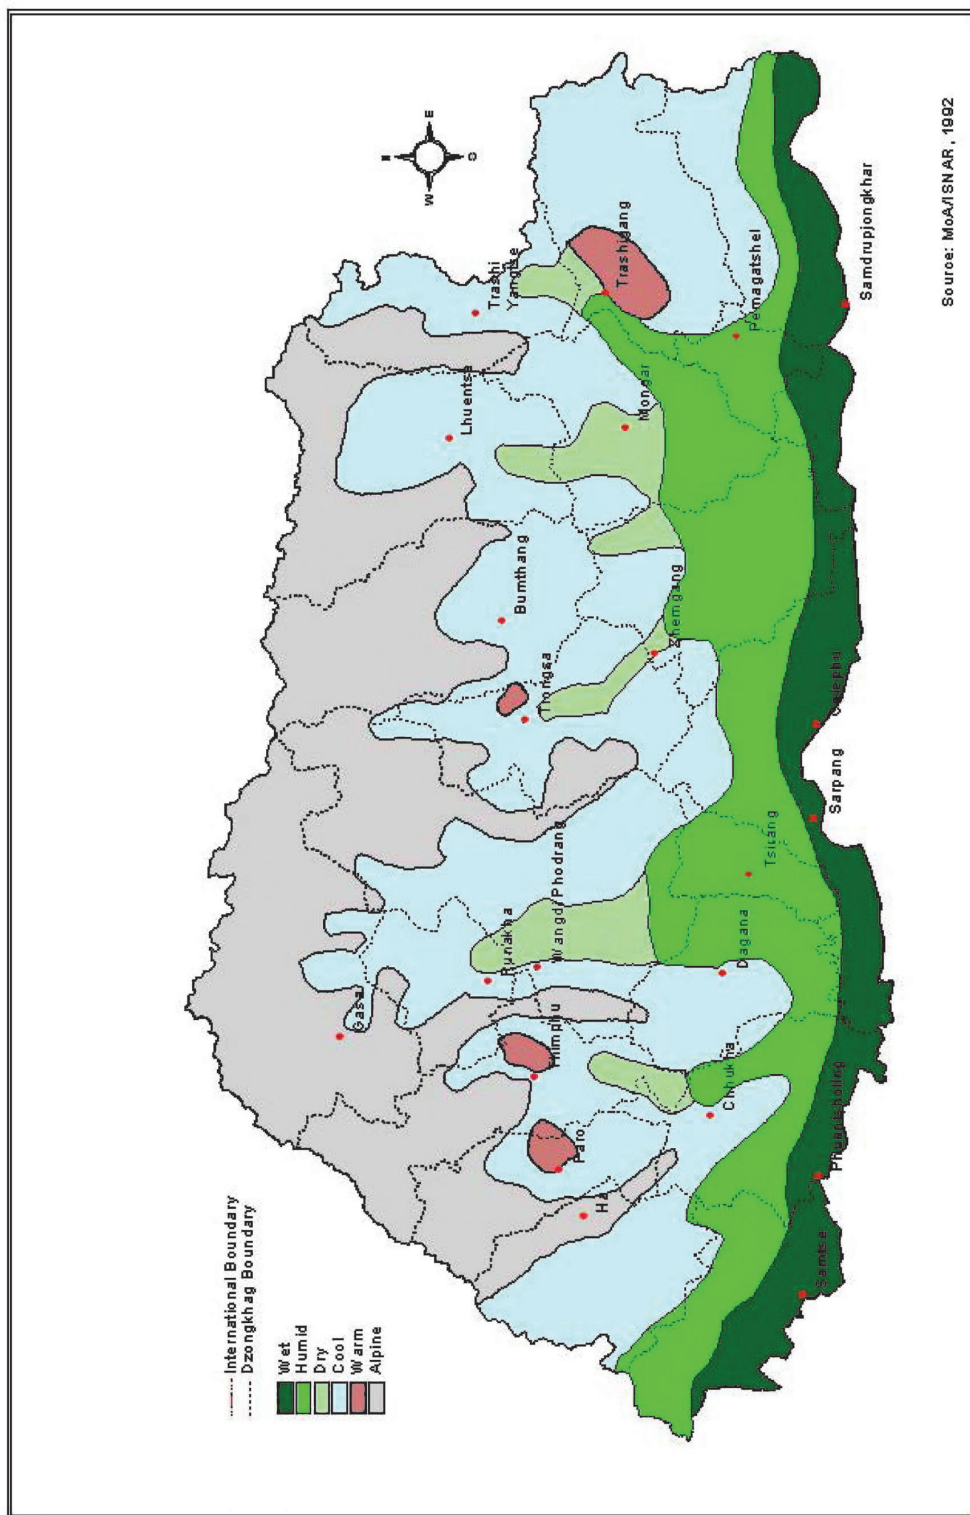 International Boundary
Dzongkhag Boundary
Wet
Humid
Dry
Cool
Warm
Alpine
N
W
E
Gasa
Lhuentse
Trashi
Yangtse
Punakha
Bumthang
Thimphu
Wangdi Phodrang
Trongsa
Paro
Ha
Trashigang
Mongar
Zhemgang
Chhukha
Dagana
Tsirang
Pemagatshel
Samtse
Phuentsholing
Sarpang
Gelephu
Samdrupjongkhar
Source: MoA/ISNAR, 1992